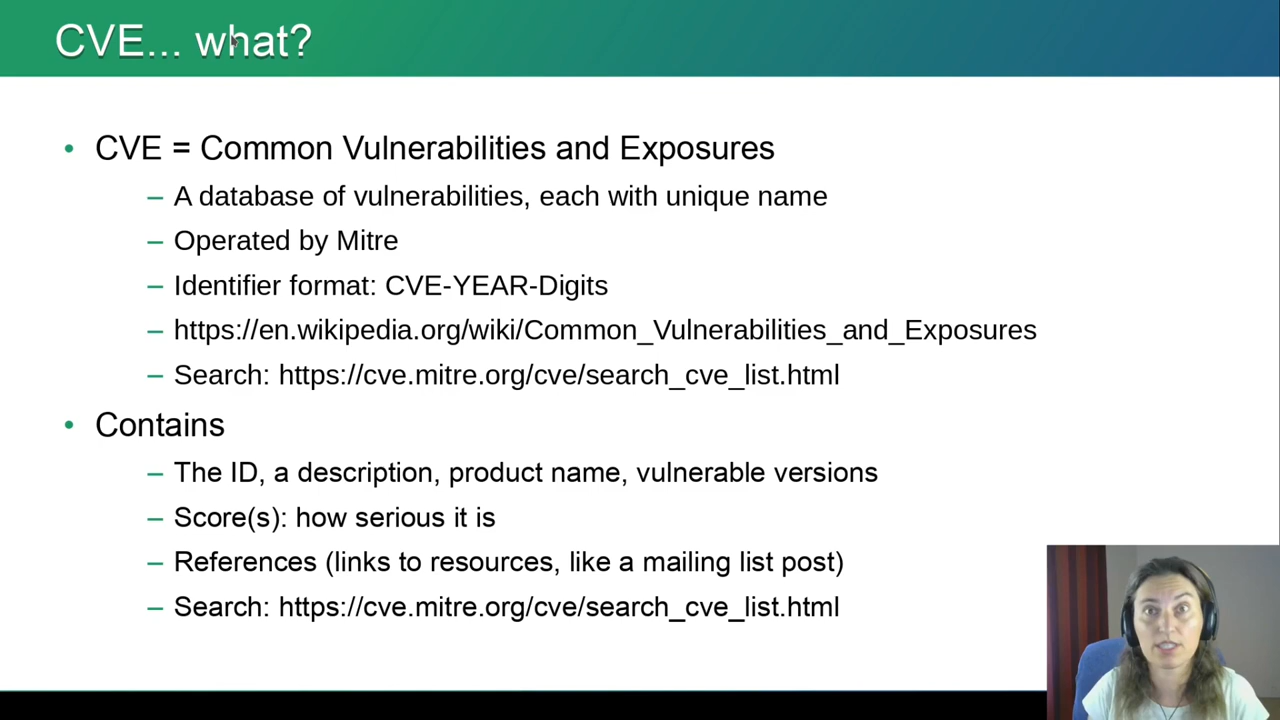 CVE... what?
• CVE = Common Vulnerabilities and Exposures
– A database of vulnerabilities, each with unique name
– Operated by Mitre
– Identifier format: CVE-YEAR-Digits
– https://en.wikipedia.org/wiki/Common_Vulnerabilities_and_Exposures
– Search: https://cve.mitre.org/cve/search_cve_list.html
• Contains
– The ID, a description, product name, vulnerable versions
– Score(s): how serious it is
– References (links to resources, like a mailing list post)
– Search: https://cve.mitre.org/cve/search_cve_list.html